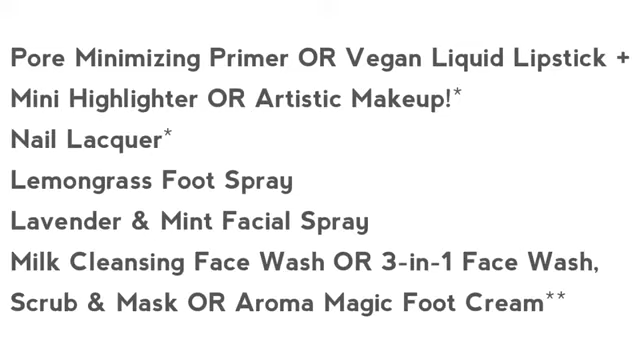 Pore Minimizing Primer OR Vegan Liquid Lipstick +
Mini Highlighter OR Artistic Makeup!*
Nail Lacquer*
Lemongrass Foot Spray
Lavender & Mint Facial Spray
Milk Cleansing Face Wash OR 3-in-1 Face Wash,
Scrub & Mask OR Aroma Magic Foot Cream**